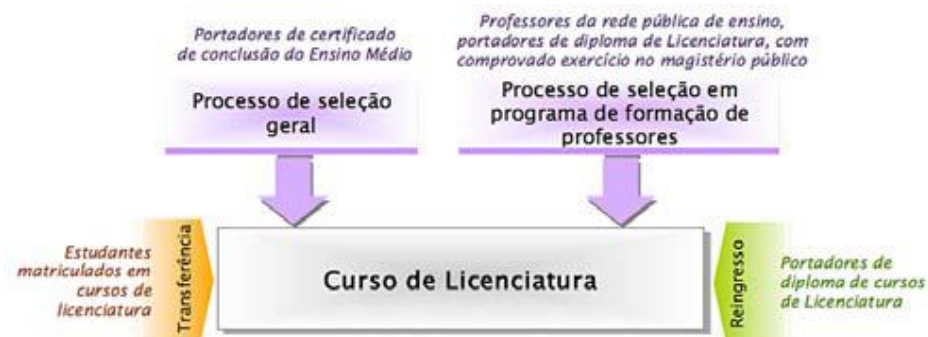 Portadores de certificado
de conclusão do Ensino Médio
Processo de seleção
geral
Professores da rede pública de ensino,
portadores de diploma de Licenciatura, com
comprovado exercício no magistério público
Processo de seleção em
programa de formação de
professores
Estudantes
matriculados em
cursos de
licenciatura
Transferência
Curso de Licenciatura
Reingresso
Portadores de
diploma de cursos
de Licenciatura